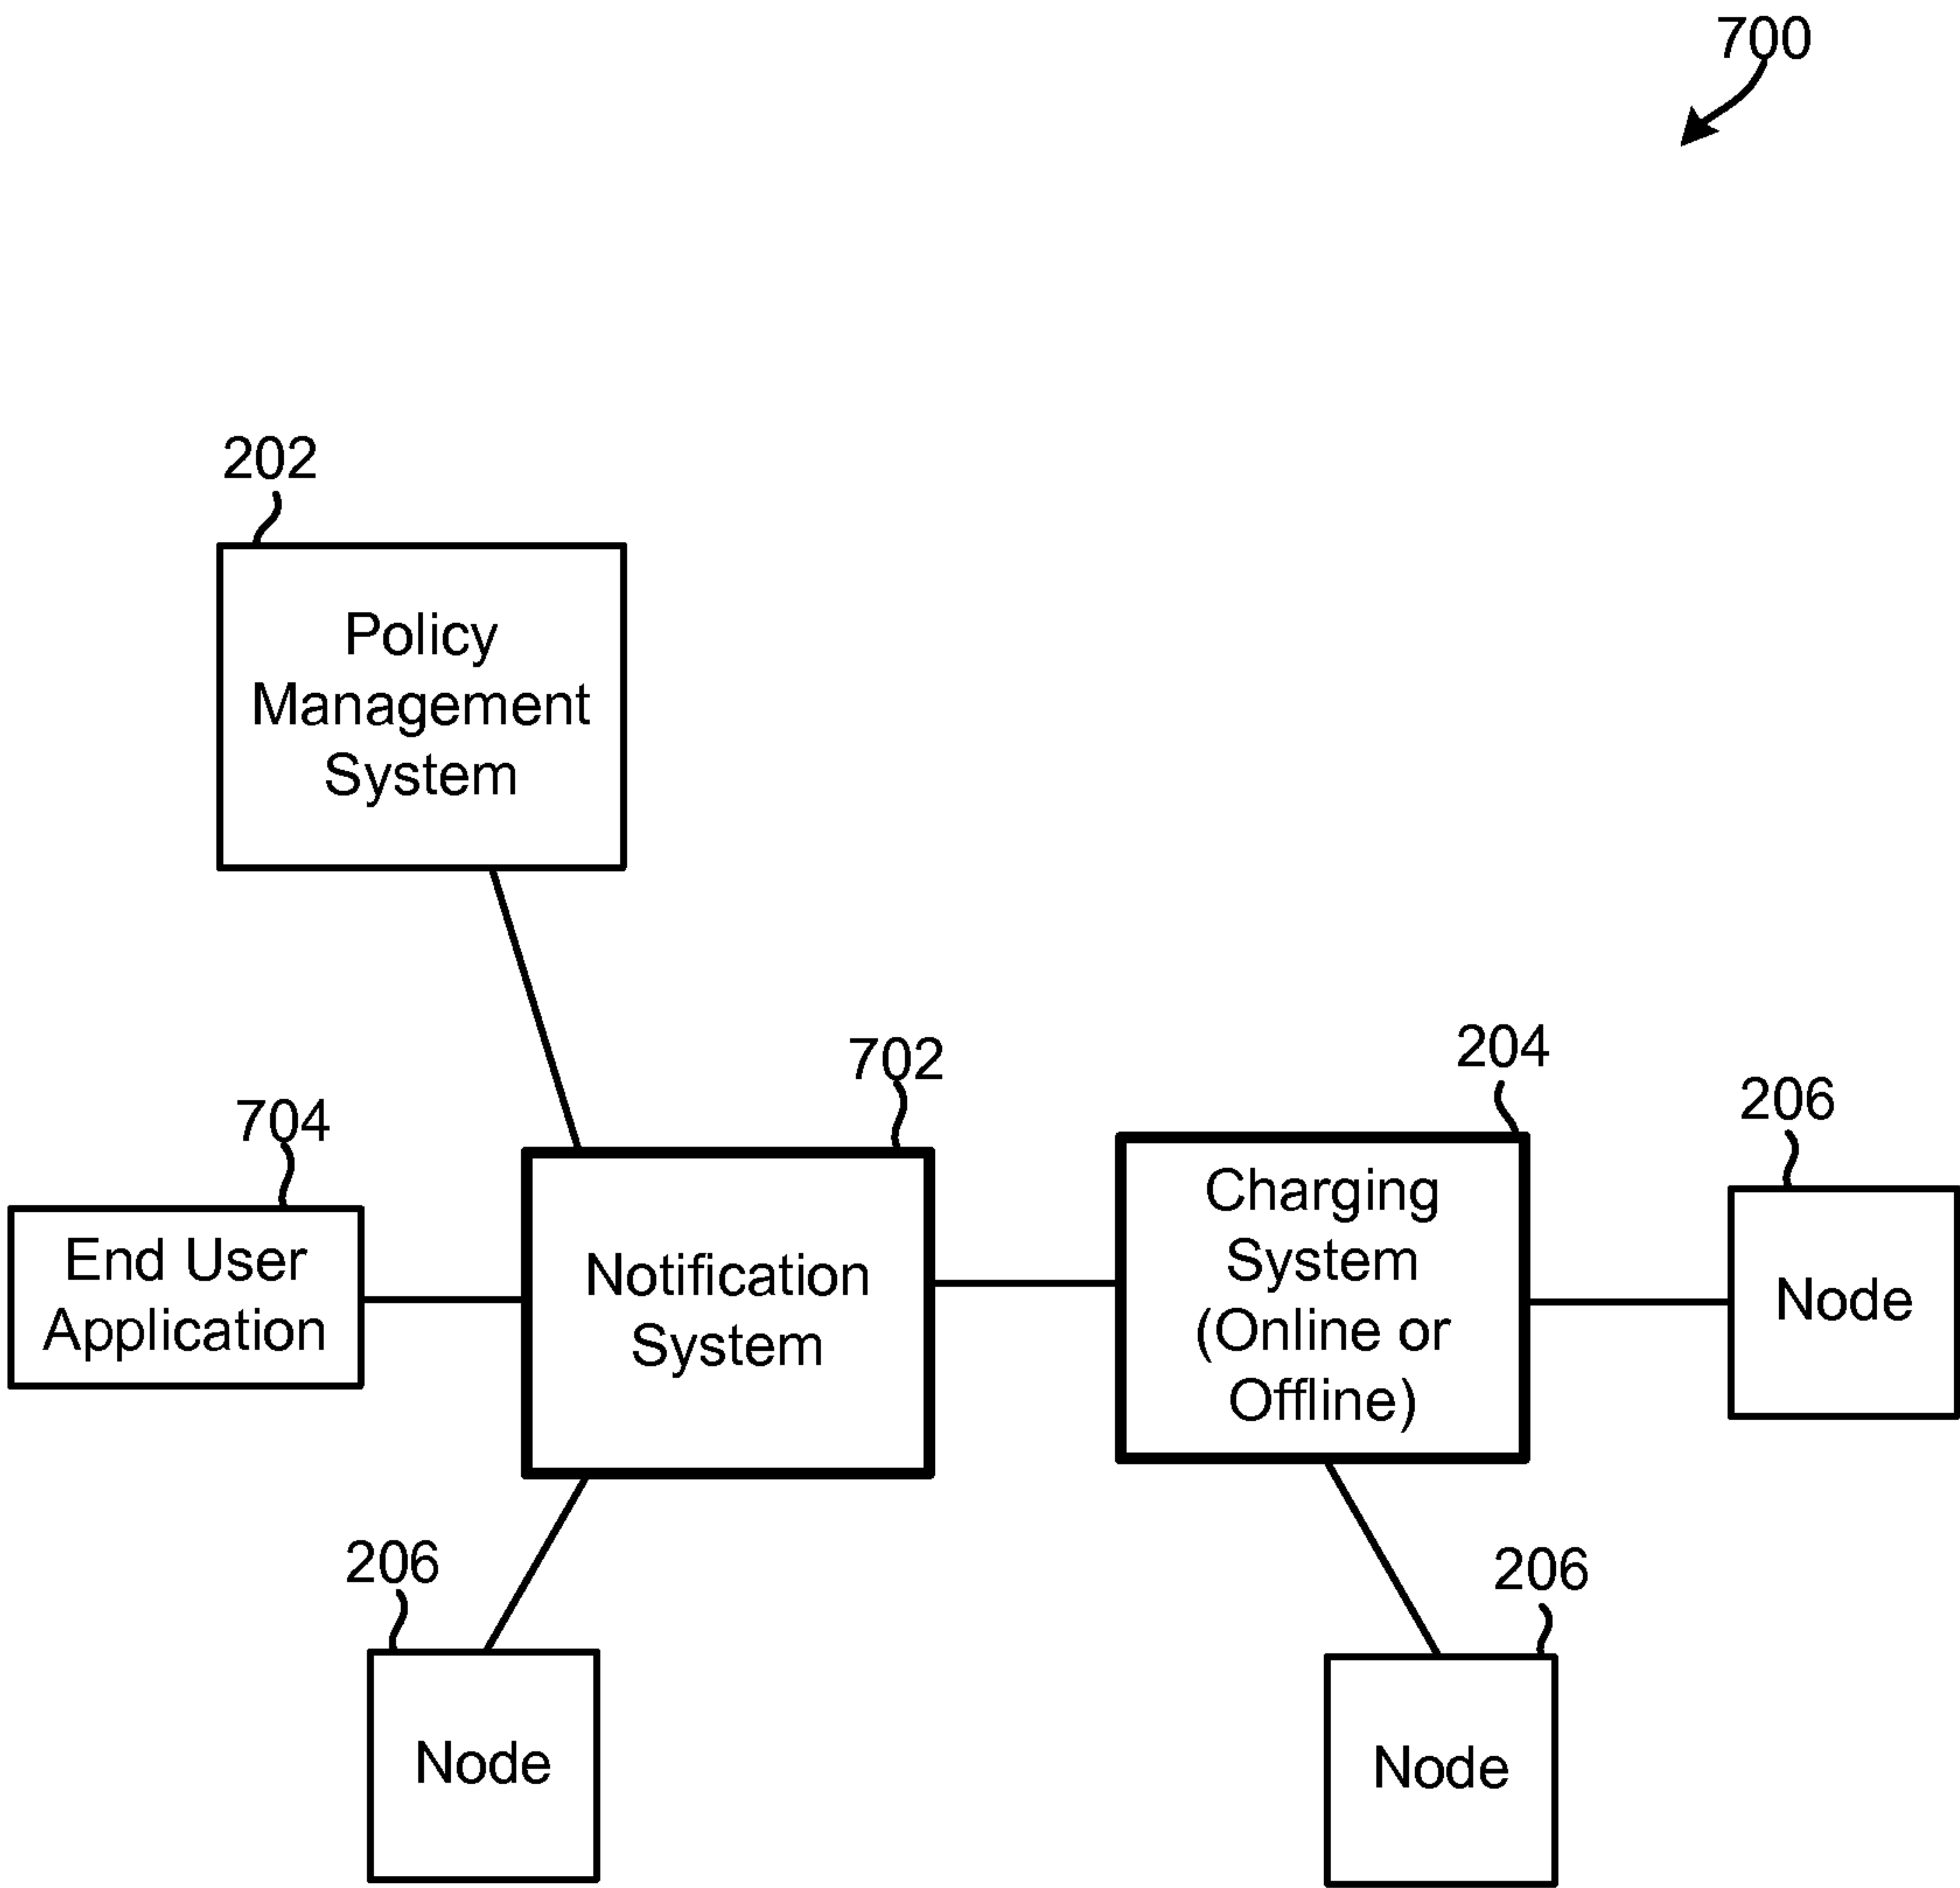 700
202
Policy
Management
System
702
204
206
704
End User
Application
Notification
System
Charging
System
(Online or
Offline)
Node
206
206
Node
Node